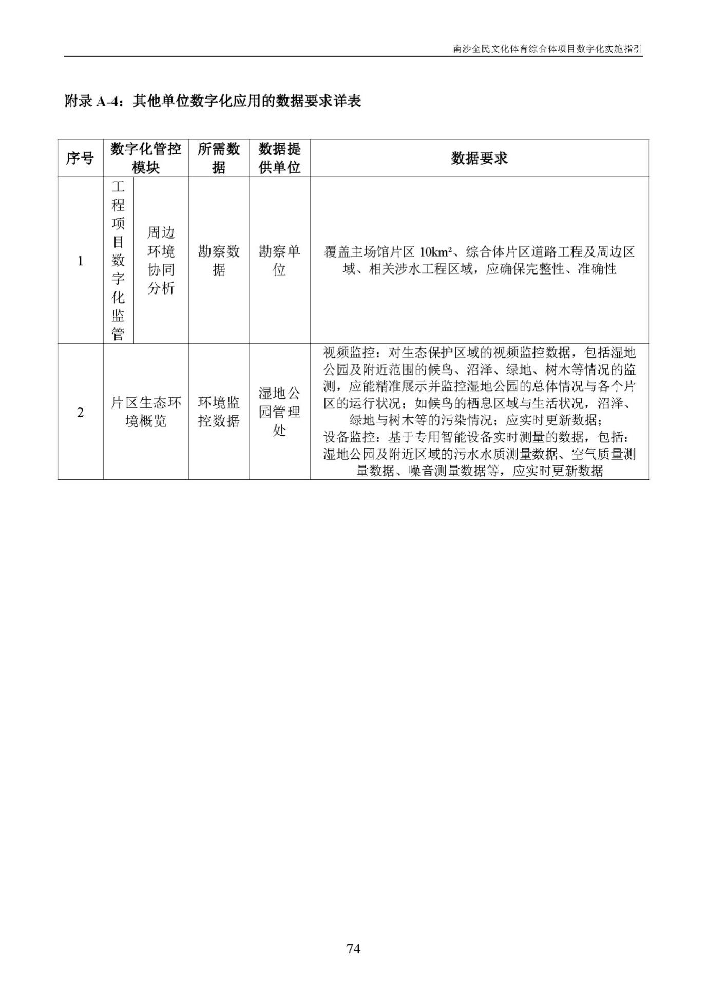 南沙全民文化体育综合体项目数字化实施指引
附录 A-4：其他单位数字化应用的数据要求详表
序号
数字化管控
模块
所需数
据
数据提
供单位
数据要求
1
工
程
项
目
数
字
化
监
管
周边
环境
协同
分析
勘察数
据
勘察单
位
覆盖主场馆片区 10km²、综合体片区道路工程及周边区
域、相关涉水工程区域，应确保完整性、准确性
2
片区生态环
境概览
环境监
控数据
湿地公
园管理
处
视频监控：对生态保护区域的视频监控数据，包括湿地
公园及附近范围的候鸟、沼泽、绿地、树木等情况的监
测，应能精准展示并监控湿地公园的总体情况与各个片
区的运行状况；如候鸟的栖息区域与生活状况，沼泽、
绿地与树木等的污染情况；应实时更新数据；
设备监控：基于专用智能设备实时测量的数据，包括：
湿地公园及附近区域的污水水质测量数据、空气质量测
量数据、噪音测量数据等，应实时更新数据
74